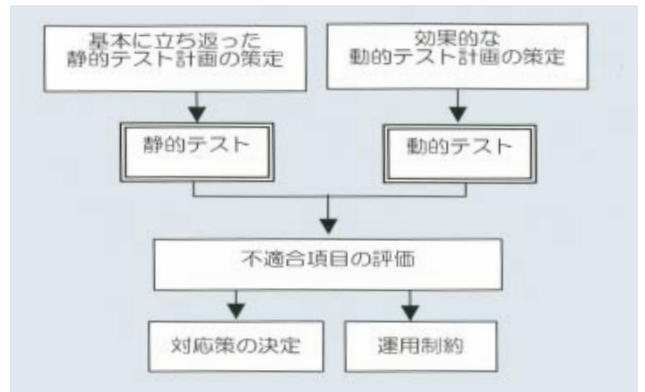 基本に立ち返った
静的テスト計画の策定
効果的な
動的テスト計画の策定
静的テスト
動的テスト
不適合項目の評価
対応策の決定
運用制約